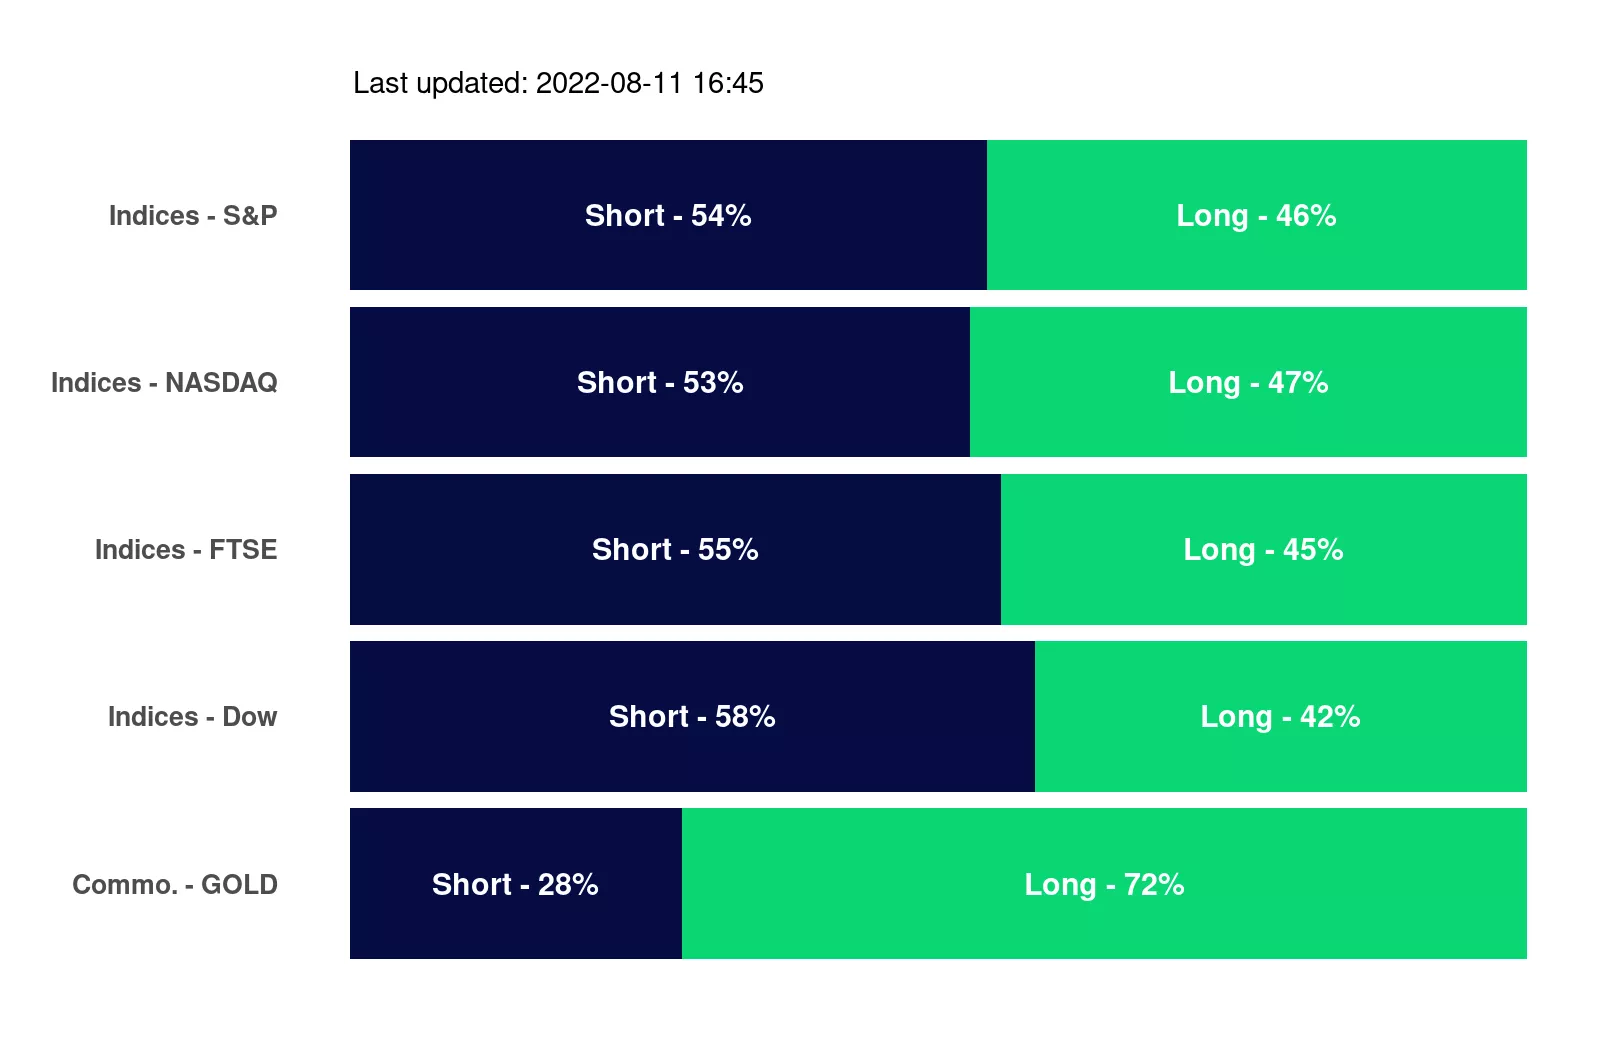 Last updated: 2022-08-11 16:45
Indices - S&P Short - 54% Long - 46%
Indices - NASDAQ Short - 53% Long - 47%
Indices - FTSE Short - 55% Long - 45%
Indices - Dow Short - 58% Long - 42%
Commo. - GOLD Short - 28% Long - 72%